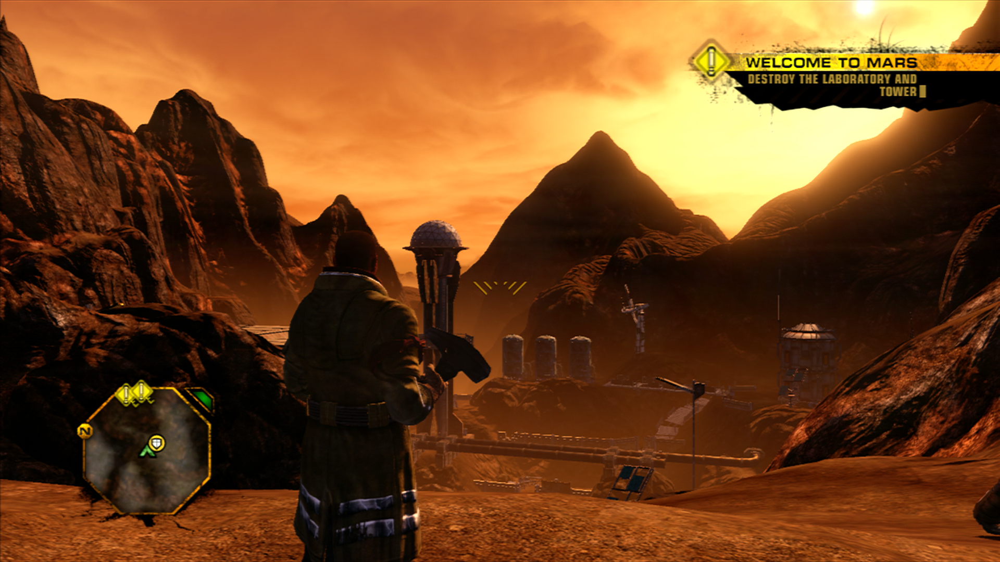 WELCOME TO MARS
DESTROY THE LABORATORY AND
TOWER
N